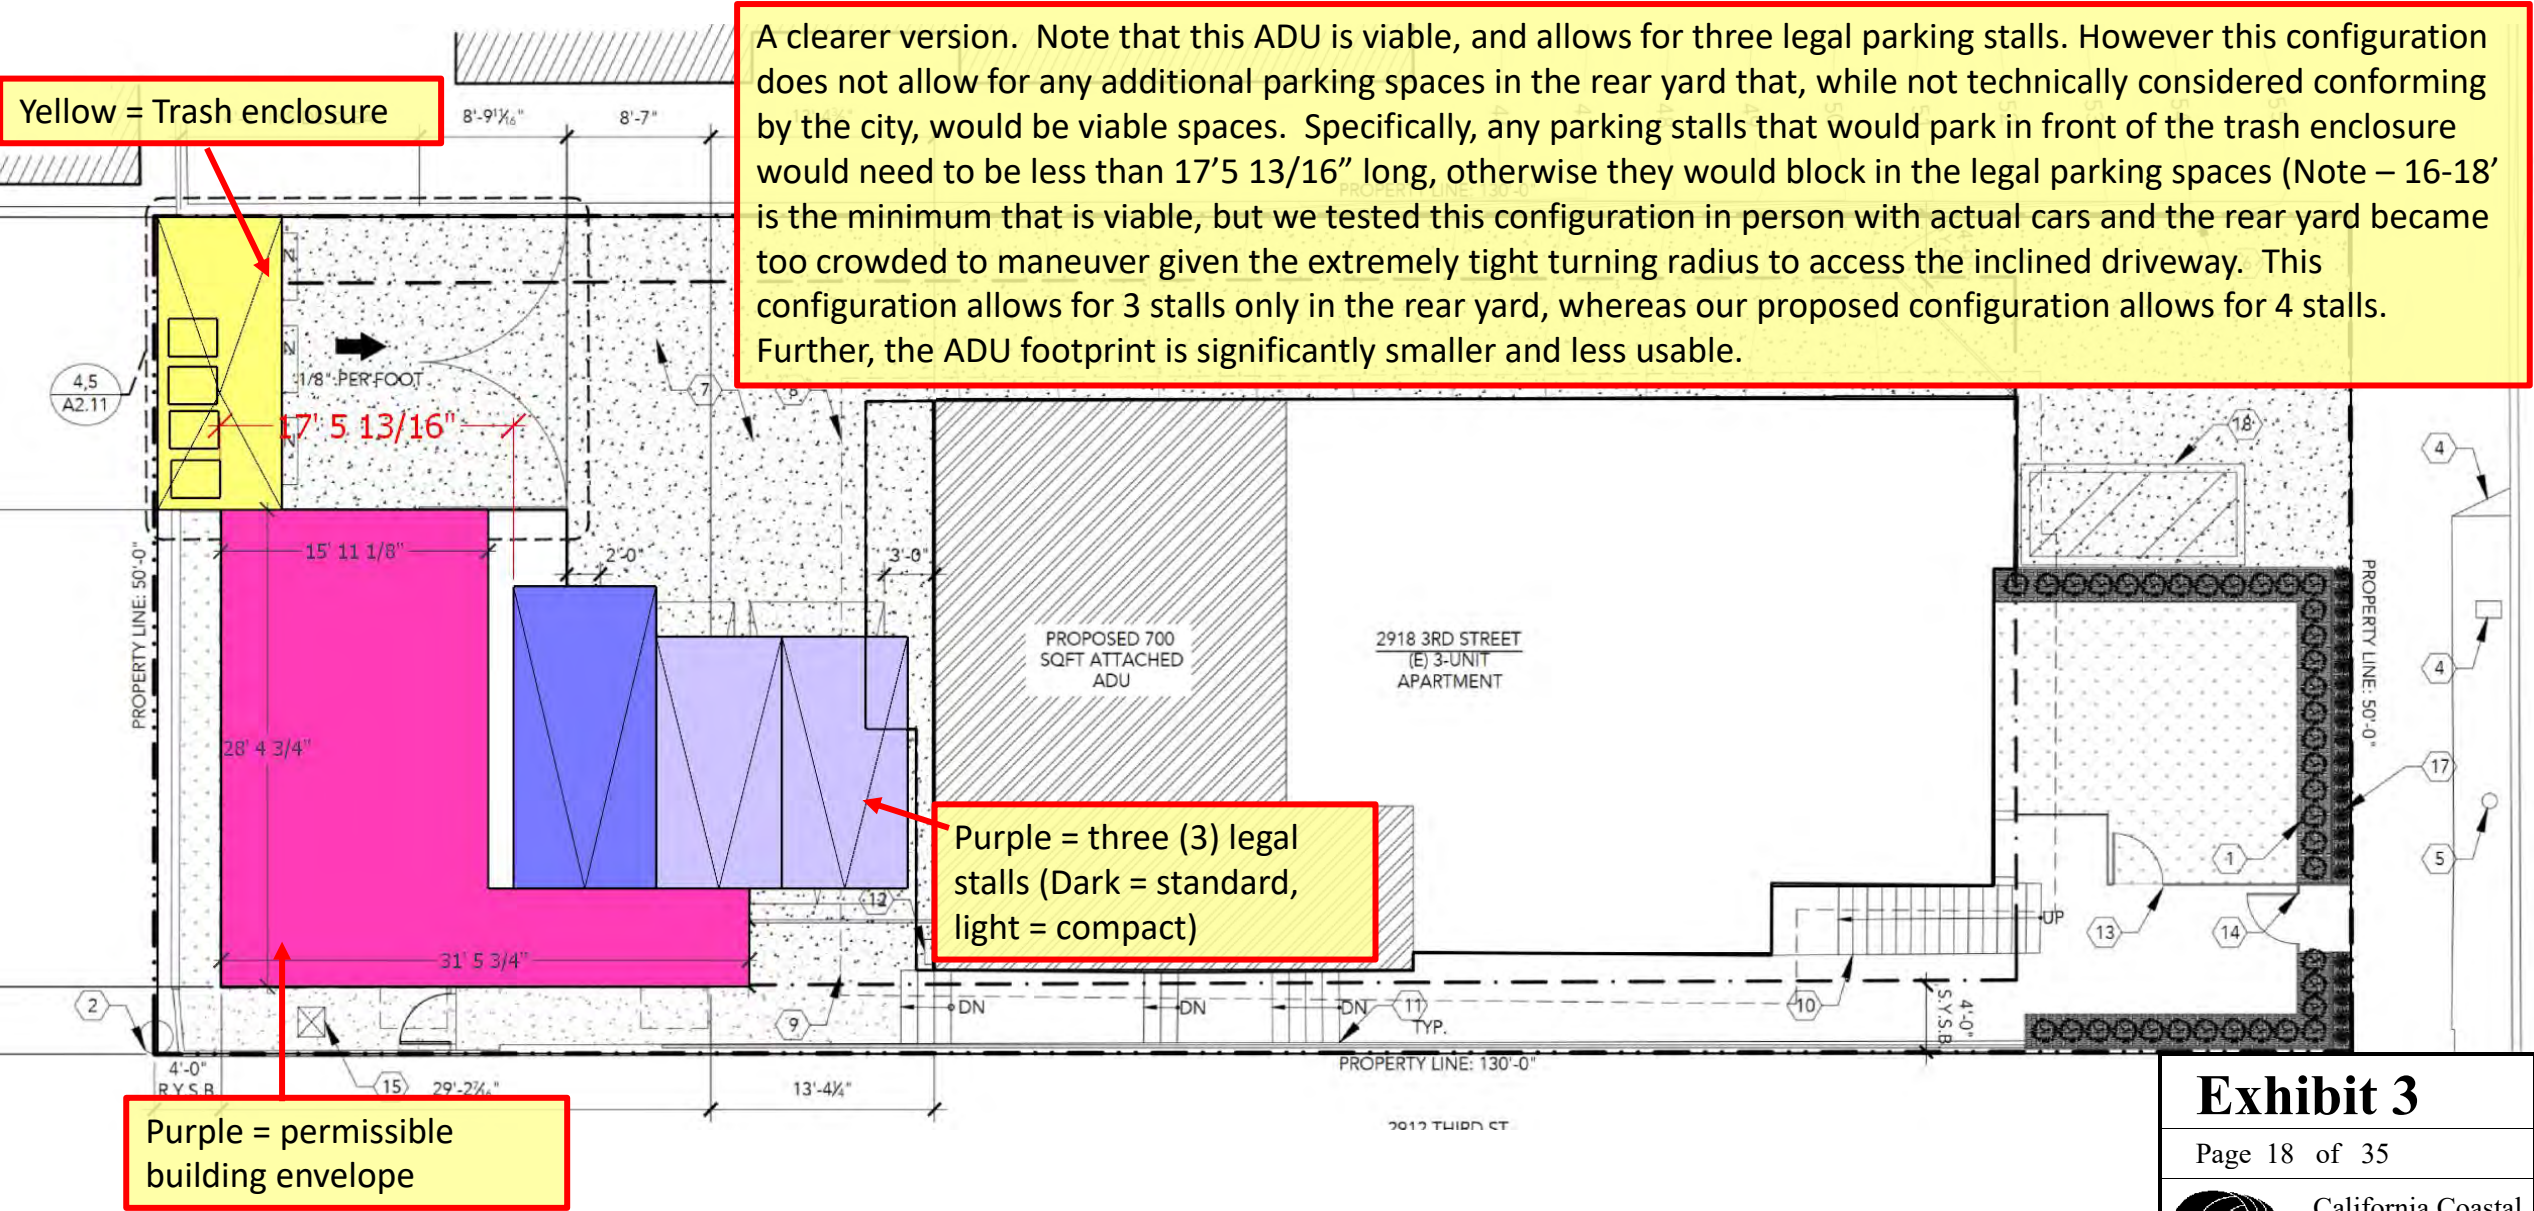 A clearer version. Note that this ADU is viable, and allows for three legal parking stalls. However this configuration
does not allow for any additional parking spaces in the rear yard that, while not technically considered conforming
by the city, would be viable spaces. Specifically, any parking stalls that would park in front of the trash enclosure
would need to be less than 17’5 13/16” long, otherwise they would block in the legal parking spaces (Note – 16-18’
is the minimum that is viable, but we tested this configuration in person with actual cars and the rear yard became
too crowded to maneuver given the extremely tight turning radius to access the inclined driveway. This
configuration allows for 3 stalls only in the rear yard, whereas our proposed configuration allows for 4 stalls.
Further, the ADU footprint is significantly smaller and less usable.
Yellow = Trash enclosure
8'-9 11/16"
8'-7"
PROPERTY LINE: 130'-0"
4,5
A2.11
1/8" PER FOOT
7
8
17' 5 13/16"
18
4
15' 11 1/8"
2'-0"
3'-0"
PROPERTY LINE: 50'-0"
PROPERTY LINE: 50'-0"
PROPOSED 700
SQFT ATTACHED
ADU
2918 3RD STREET
(E) 3-UNIT
APARTMENT
4
28' 4 3/4"
17
Purple = three (3) legal
stalls (Dark = standard,
light = compact)
1
5
12
UP
13
14
31' 5 3/4"
2
9
DN
DN
DN
11
TYP.
10
4'-0"
S.Y.S.B.
PROPERTY LINE: 130'-0"
4'-0"
R.Y.S.B.
15
13'-4¼"
2912 THIRD ST
Purple = permissible
building envelope
Exhibit 3
Page 18 of 35
California Coastal